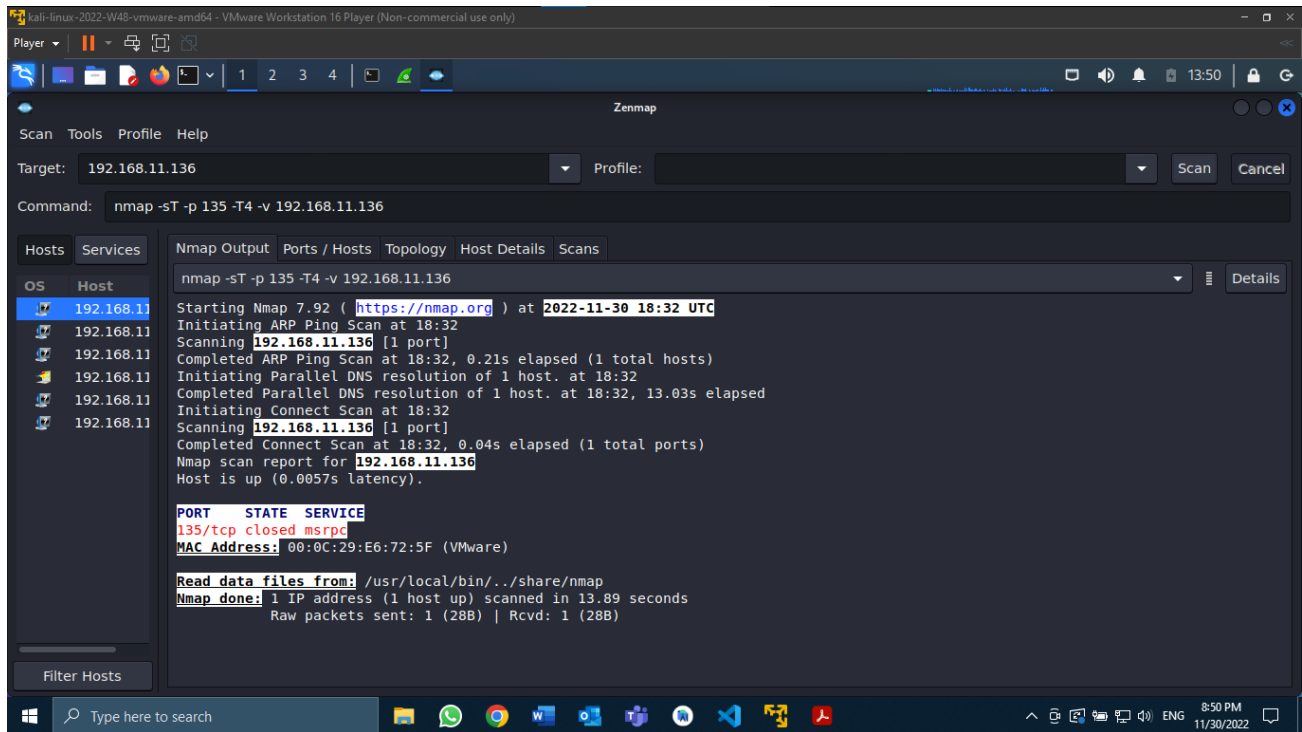 kali-linux-2022-W48-vmware-amd64 - VMware Workstation 16 Player (Non-commercial use only)
Player
1 2 3 4
13:50
Zenmap
Scan Tools Profile Help
Target: 192.168.11.136 Profile: Scan Cancel
Command: nmap -sT -p 135 -T4 -v 192.168.11.136
Hosts Services Nmap Output Ports / Hosts Topology Host Details Scans
nmap -sT -p 135 -T4 -v 192.168.11.136 Details
OS Host
192.168.11
192.168.11
192.168.11
192.168.11
192.168.11
192.168.11
Starting Nmap 7.92 ( https://nmap.org ) at 2022-11-30 18:32 UTC
Initiating ARP Ping Scan at 18:32
Scanning 192.168.11.136 [1 port]
Completed ARP Ping Scan at 18:32, 0.21s elapsed (1 total hosts)
Initiating Parallel DNS resolution of 1 host. at 18:32
Completed Parallel DNS resolution of 1 host. at 18:32, 13.03s elapsed
Initiating Connect Scan at 18:32
Scanning 192.168.11.136 [1 port]
Completed Connect Scan at 18:32, 0.04s elapsed (1 total ports)
Nmap scan report for 192.168.11.136
Host is up (0.0057s latency).
PORT STATE SERVICE
135/tcp closed msrpc
MAC Address: 00:0C:29:E6:72:5F (VMware)
Read data files from: /usr/local/bin/../share/nmap
Nmap done: 1 IP address (1 host up) scanned in 13.89 seconds
Raw packets sent: 1 (28B) | Rcvd: 1 (28B)
Filter Hosts
Type here to search
ENG
8:50 PM
11/30/2022